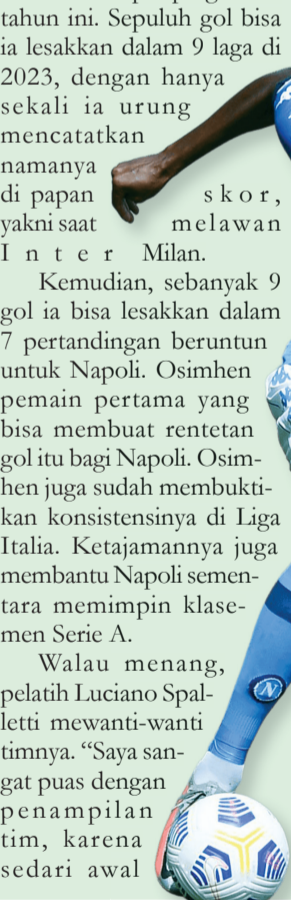 tahun ini. Sepuluh gol bisa
ia lesakkan dalam 9 laga di
2023, dengan hanya
sekali ia urung
mencatatkan
namanya
di papan skor,
yakni saat melawan
Inter Milan.
Kemudian, sebanyak 9
gol ia bisa lesakkan dalam
7 pertandingan beruntun
untuk Napoli. Osimhen
pemain pertama yang
bisa membuat rentetan
gol itu bagi Napoli. Osim-
hen juga sudah membukti-
kan konsistensinya di Liga
Italia. Ketajamannya juga
membantu Napoli semen-
tara memimpin klase-
men Serie A.
Walau menang,
pelatih Luciano Spal-
letti mewanti-wanti
timnya. “Saya san-
gat puas dengan
penampilan
tim, karena
sedari awal
N